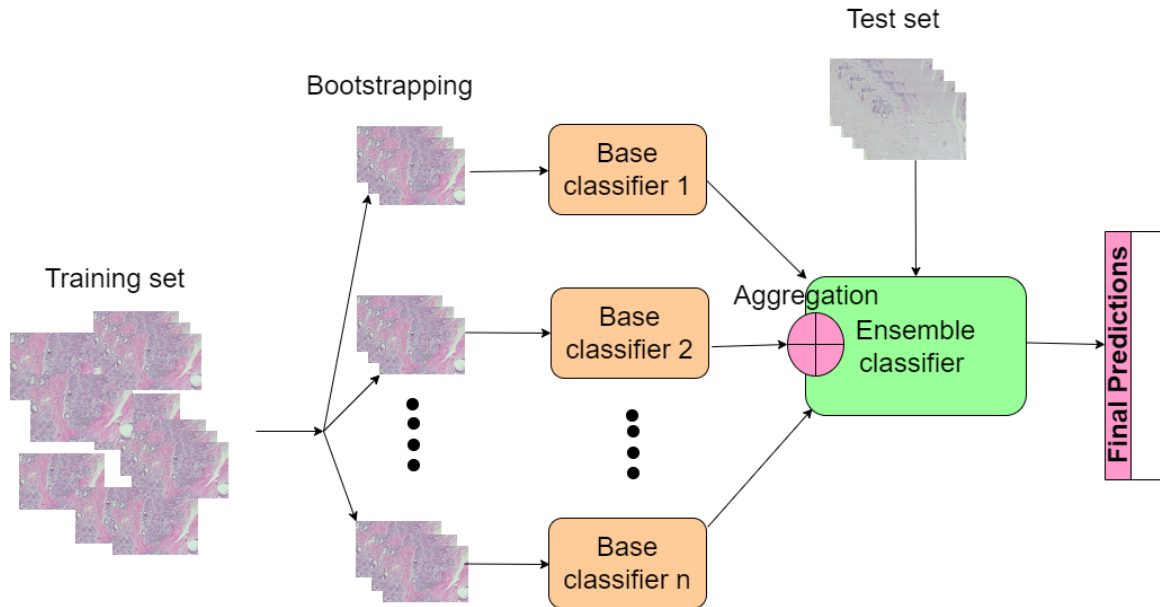 Test set
Bootstrapping
Base
classifier 1
Training set
Aggregation
Base
classifier 2
Ensemble
classifier
Final Predictions
Base
classifier n